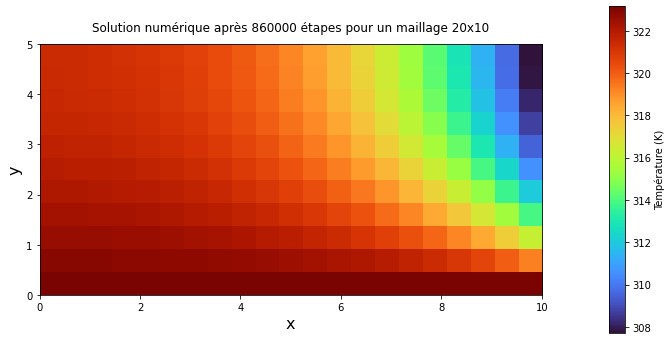 Solution numérique après 860000 étapes pour un maillage 20x10
5
4
3
2
1
0
y
0 2 4 6 8 10
x
322
320
318
316
314
312
310
308
Température (K)